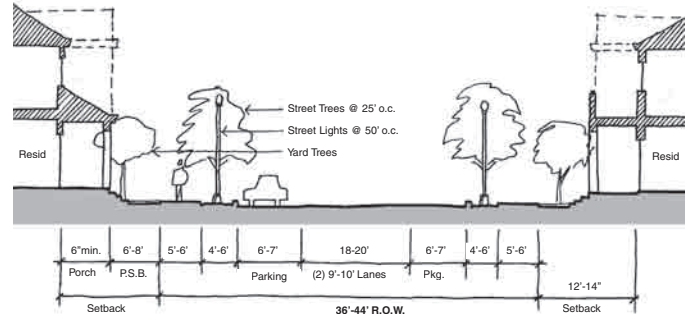 Street Trees @ 25' o.c.
Street Lights @ 50' o.c.
Yard Trees
Resid
Resid
6"min. 6'-8' 5'-6' 4'-6' 6'-7' 18-20' 6'-7' 4'-6' 5'-6'
Porch P.S.B. Parking (2) 9'-10' Lanes Pkg. 12'-14"
Setback 36'-44' R.O.W. Setback